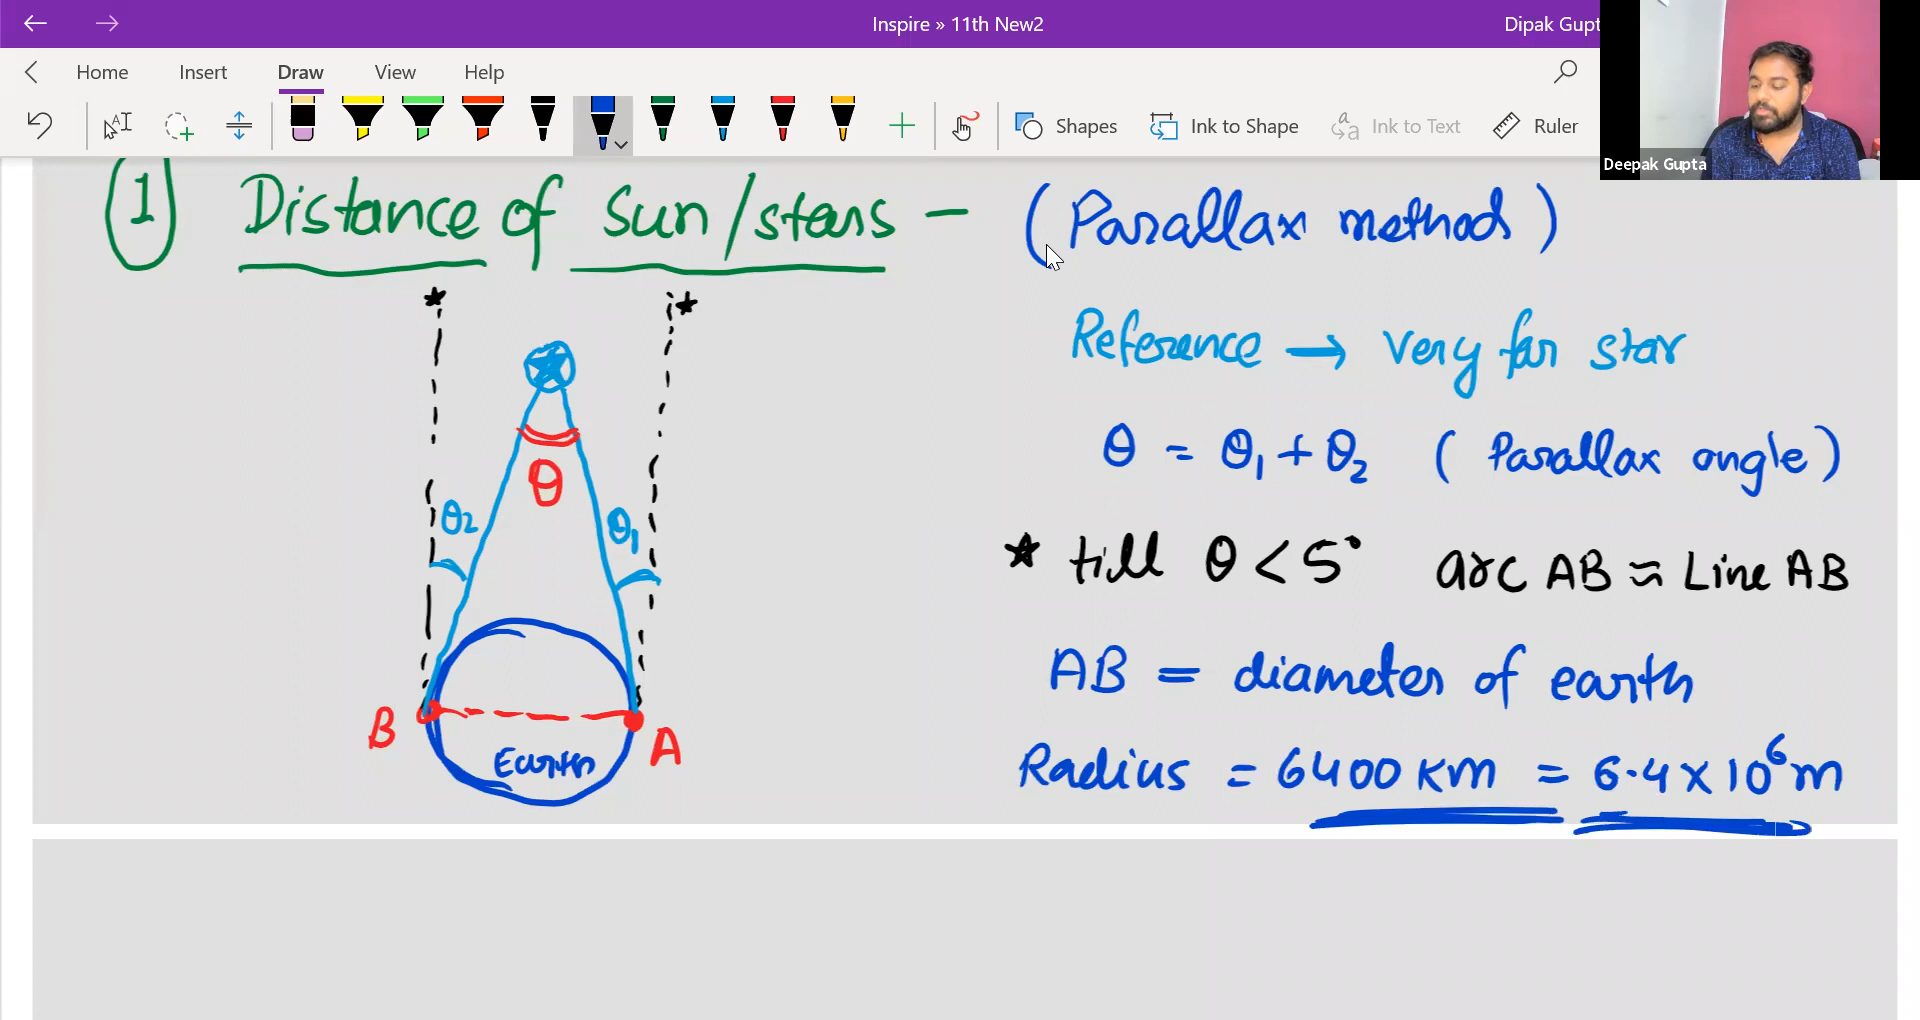 Inspire » 11th New2
Dipak Gupt
Home Insert Draw View Help
Shapes Ink to Shape Ink to Text Ruler
Deepak Gupta
1 Distance of Sun/stars - (Parallax method)
Reference → very far star
θ = θ1 + θ2 (Parallax angle)
* till θ < 5° arc AB ≈ Line AB
AB = diameter of earth
Radius = 6400 KM = 6.4 x 10^6 m
θ
θ2 θ1
B A
Earth